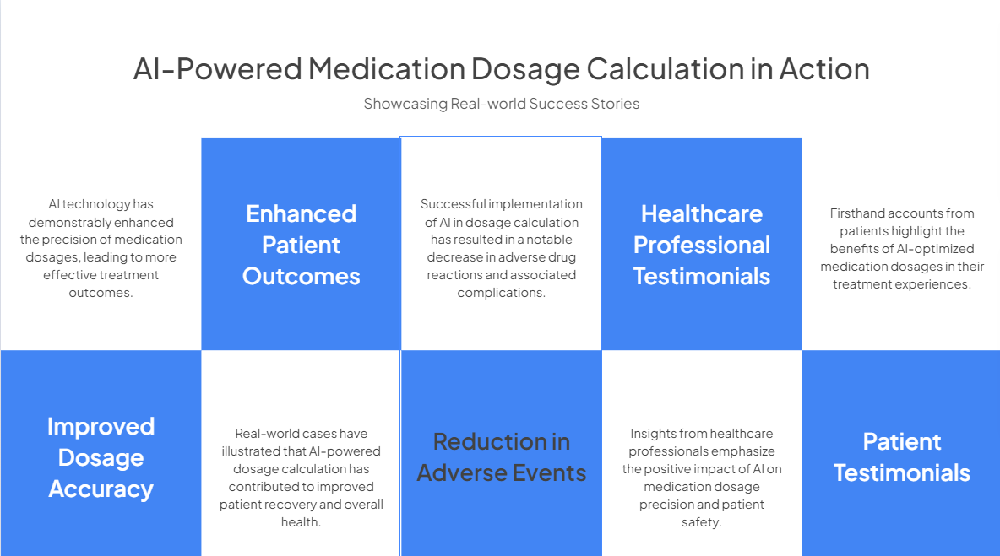 AI-Powered Medication Dosage Calculation in Action
Showcasing Real-world Success Stories
AI technology has
demonstrably enhanced
the precision of medication
dosages, leading to more
effective treatment
outcomes.
Enhanced
Patient
Outcomes
Successful implementation
of AI in dosage calculation
has resulted in a notable
decrease in adverse drug
reactions and associated
complications.
Healthcare
Professional
Testimonials
Firsthand accounts from
patients highlight the
benefits of AI-optimized
medication dosages in their
treatment experiences.
Improved
Dosage
Accuracy
Real-world cases have
illustrated that AI-powered
dosage calculation has
contributed to improved
patient recovery and overall
health.
Reduction in
Adverse Events
Insights from healthcare
professionals emphasize
the positive impact of AI on
medication dosage
precision and patient
safety.
Patient
Testimonials